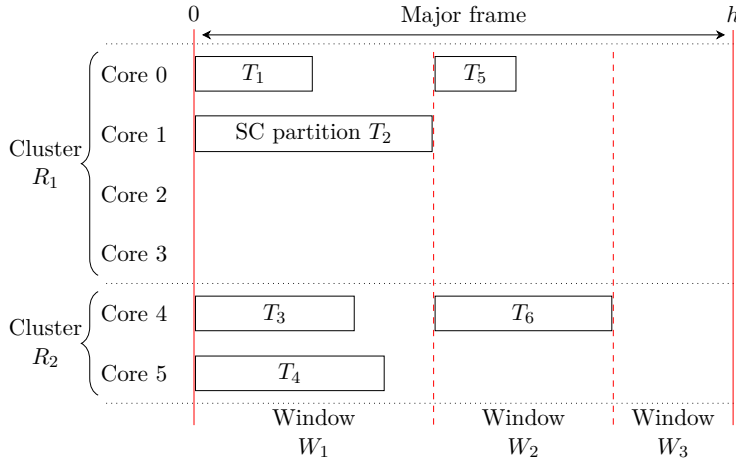 0 Major frame h
Core 0 T₁ T₅
Core 1 SC partition T₂
Cluster
R₁
Core 2
Core 3
Core 4 T₃ T₆
Cluster
R₂
Core 5 T₄
Window Window Window
W₁ W₂ W₃